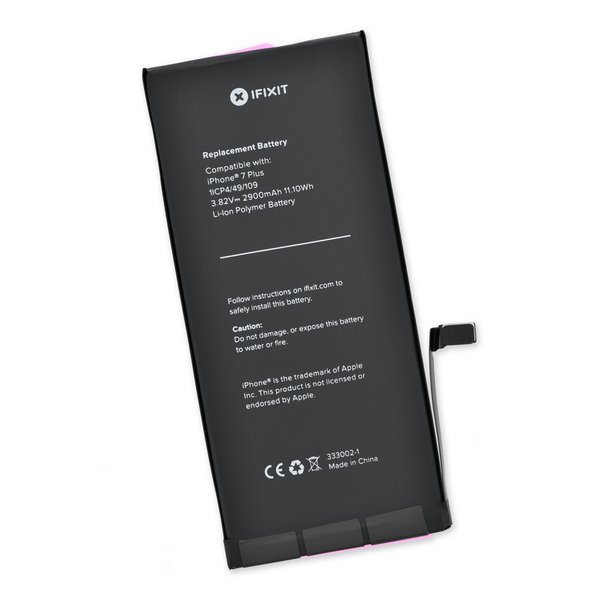 IFIXIT
Replacement Battery
Compatible with:
iPhone® 7 Plus
1ICP4/49/109
3.82V⎓ 2900mAh 11.10Wh
Li-Ion Polymer Battery
Follow instructions on ifixit.com to
safely install this battery.
Caution:
Do not damage, or expose this battery
to water or fire.
iPhone® is the trademark of Apple
Inc. This product is not licensed or
endorsed by Apple.
CE
333002-1
Made in China